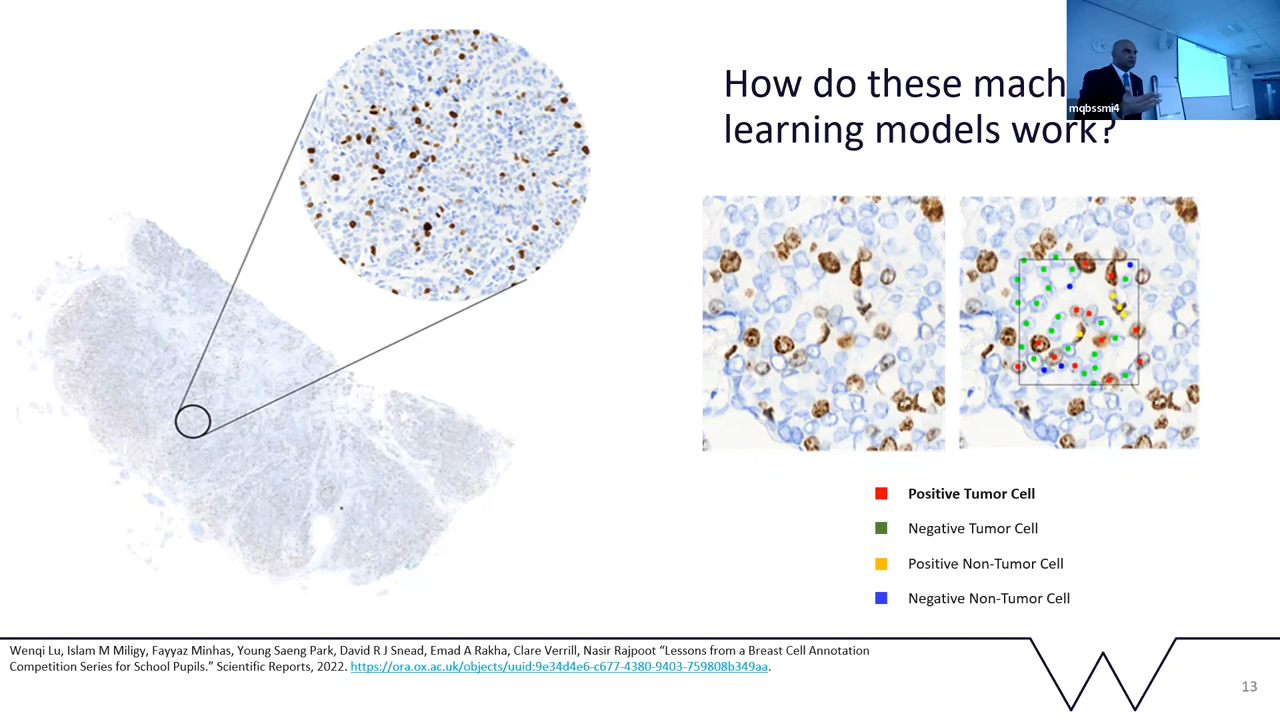 How do these mach
learning models work?
mqbssmi4
Positive Tumor Cell
Negative Tumor Cell
Positive Non-Tumor Cell
Negative Non-Tumor Cell
Wenqi Lu, Islam M Miligy, Fayyaz Minhas, Young Saeng Park, David R J Snead, Emad A Rakha, Clare Verrill, Nasir Rajpoot “Lessons from a Breast Cell Annotation
Competition Series for School Pupils.” Scientific Reports, 2022. https://ora.ox.ac.uk/objects/uuid:9e34d4e6-c677-4380-9403-759808b349aa.
13